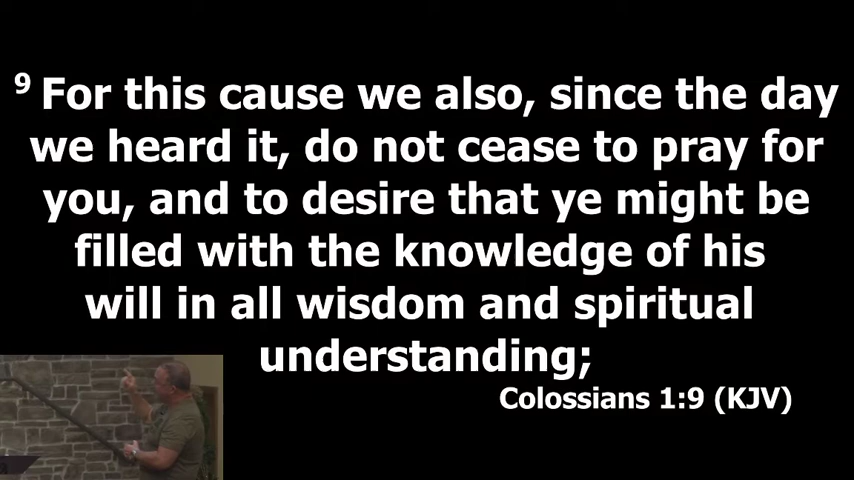 9 For this cause we also, since the day
we heard it, do not cease to pray for
you, and to desire that ye might be
filled with the knowledge of his
will in all wisdom and spiritual
understanding;
Colossians 1:9 (KJV)